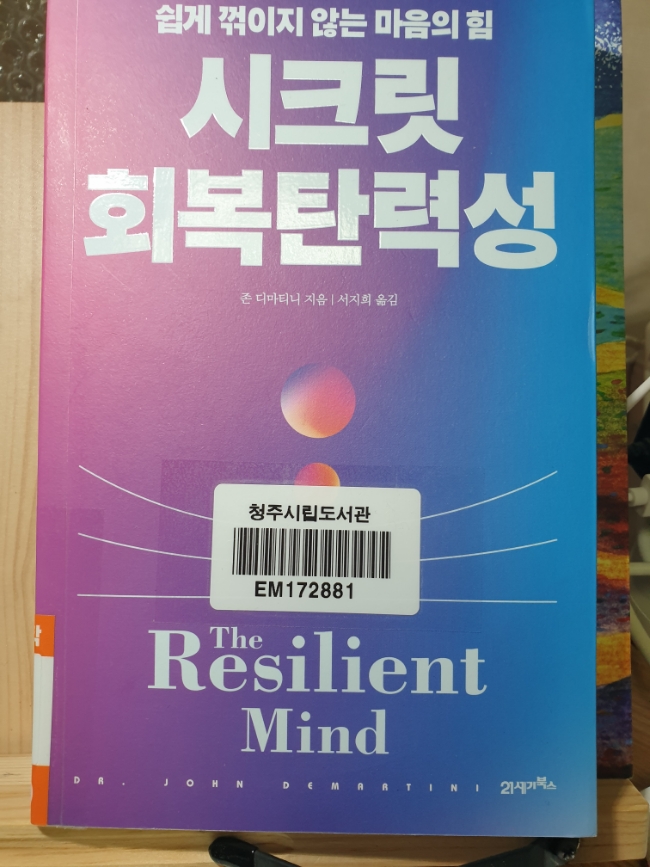 쉽게 꺾이지 않는 마음의 힘
시크릿
회복탄력성
존 디마티니 지음 | 서지희 옮김
청주시립도서관
EM172881
The
Resilient
Mind
DR. JOHN DEMARTINI
21세기북스